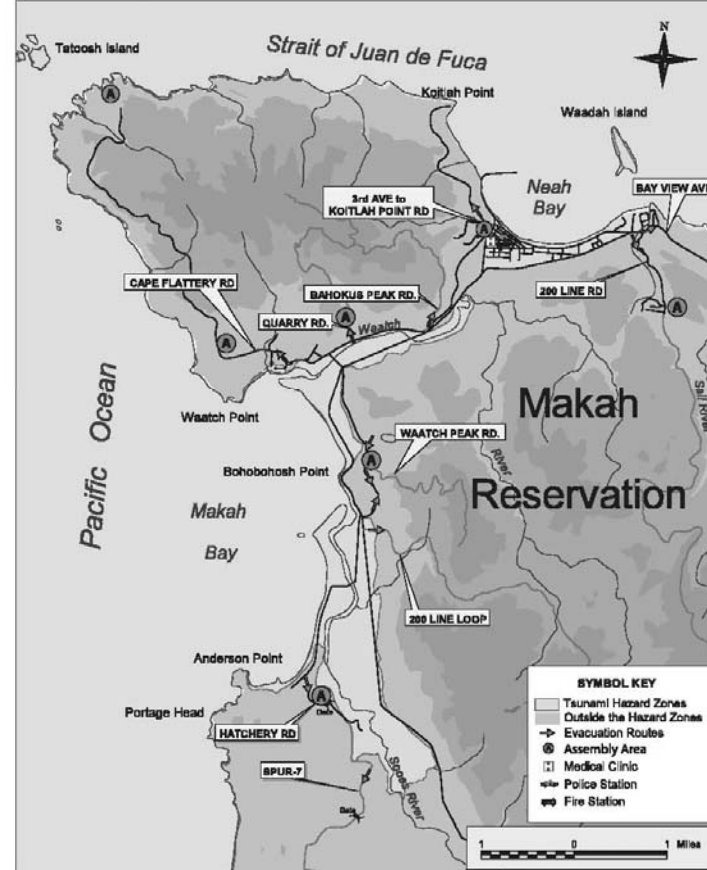 Tatoosh Island
Strait of Juan de Fuca
N
Koitlah Point
Waadah Island
A
3rd AVE to
KOITLAH POINT RD
Neah
Bay
BAY VIEW AVE
A
H
CAPE FLATTERY RD
BAHOKUS PEAK RD.
200 LINE RD
QUARRY RD.
A
Waatch
A
A
Waatch Point
Makah
Reservation
Sail River
River
Pacific Ocean
WAATCH PEAK RD.
A
Bohobohosh Point
Makah
Bay
200 LINE LOOP
Anderson Point
A
Portage Head
Gate
HATCHERY RD
Sooes River
SPUR-7
Gate
SYMBOL KEY
Tsunami Hazard Zones
Outside the Hazard Zones
Evacuation Routes
A Assembly Area
H Medical Clinic
Police Station
Fire Station
1 0 1 Miles